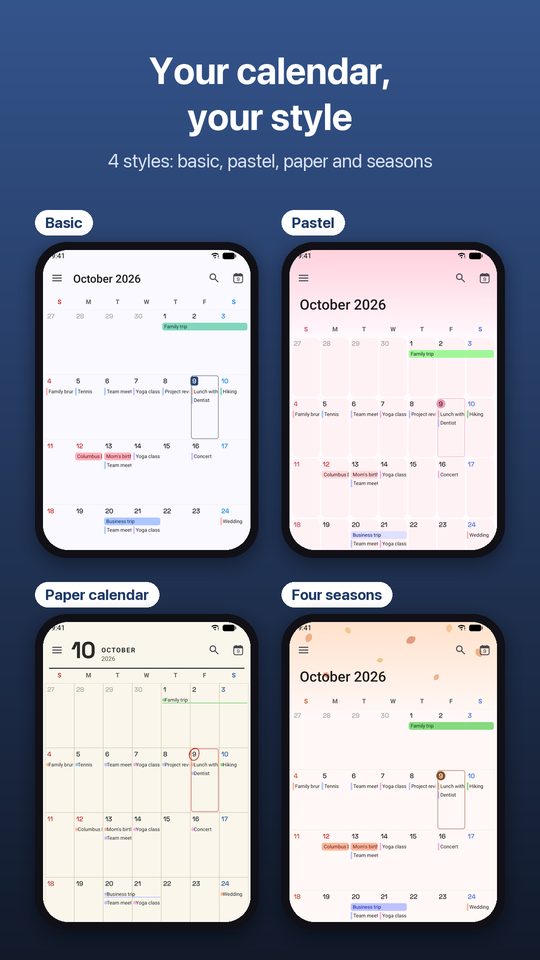 Your calendar,
your style
4 styles: basic, pastel, paper and seasons
Basic
9:41
October 2026
9
S M T W T F S
27 28 29 30 1 2 3
Family trip
4 5 6 7 8 9 10
Family brun Tennis Team meet Yoga class Project rev Lunch with Hiking
Dentist
11 12 13 14 15 16 17
Columbus D Mom's birth Yoga class Concert
Team meet
18 19 20 21 22 23 24
Business trip Wedding
Team meet Yoga class
Pastel
9:41
9
October 2026
S M T W T F S
27 28 29 30 1 2 3
Family trip
4 5 6 7 8 9 10
Family brun Tennis Team meet Yoga class Project rev Lunch with Hiking
Dentist
11 12 13 14 15 16 17
Columbus D Mom's birth Yoga class Concert
Team meet
18 19 20 21 22 23 24
Business trip Wedding
Team meet Yoga class
Paper calendar
9:41
10 OCTOBER
2026
9
S M T W T F S
27 28 29 30 1 2 3
Family trip
4 5 6 7 8 9 10
Family brun Tennis Team meet Yoga class Project rev Lunch with Hiking
Dentist
11 12 13 14 15 16 17
Columbus D Mom's birth Yoga class Concert
Team meet
18 19 20 21 22 23 24
Business trip Wedding
Team meet Yoga class
Four seasons
9:41
9
October 2026
S M T W T F S
27 28 29 30 1 2 3
Family trip
4 5 6 7 8 9 10
Family brun Tennis Team meet Yoga class Project rev Lunch with Hiking
Dentist
11 12 13 14 15 16 17
Columbus D Mom's birth Yoga class Concert
Team meet
18 19 20 21 22 23 24
Business trip Wedding
Team meet Yoga class